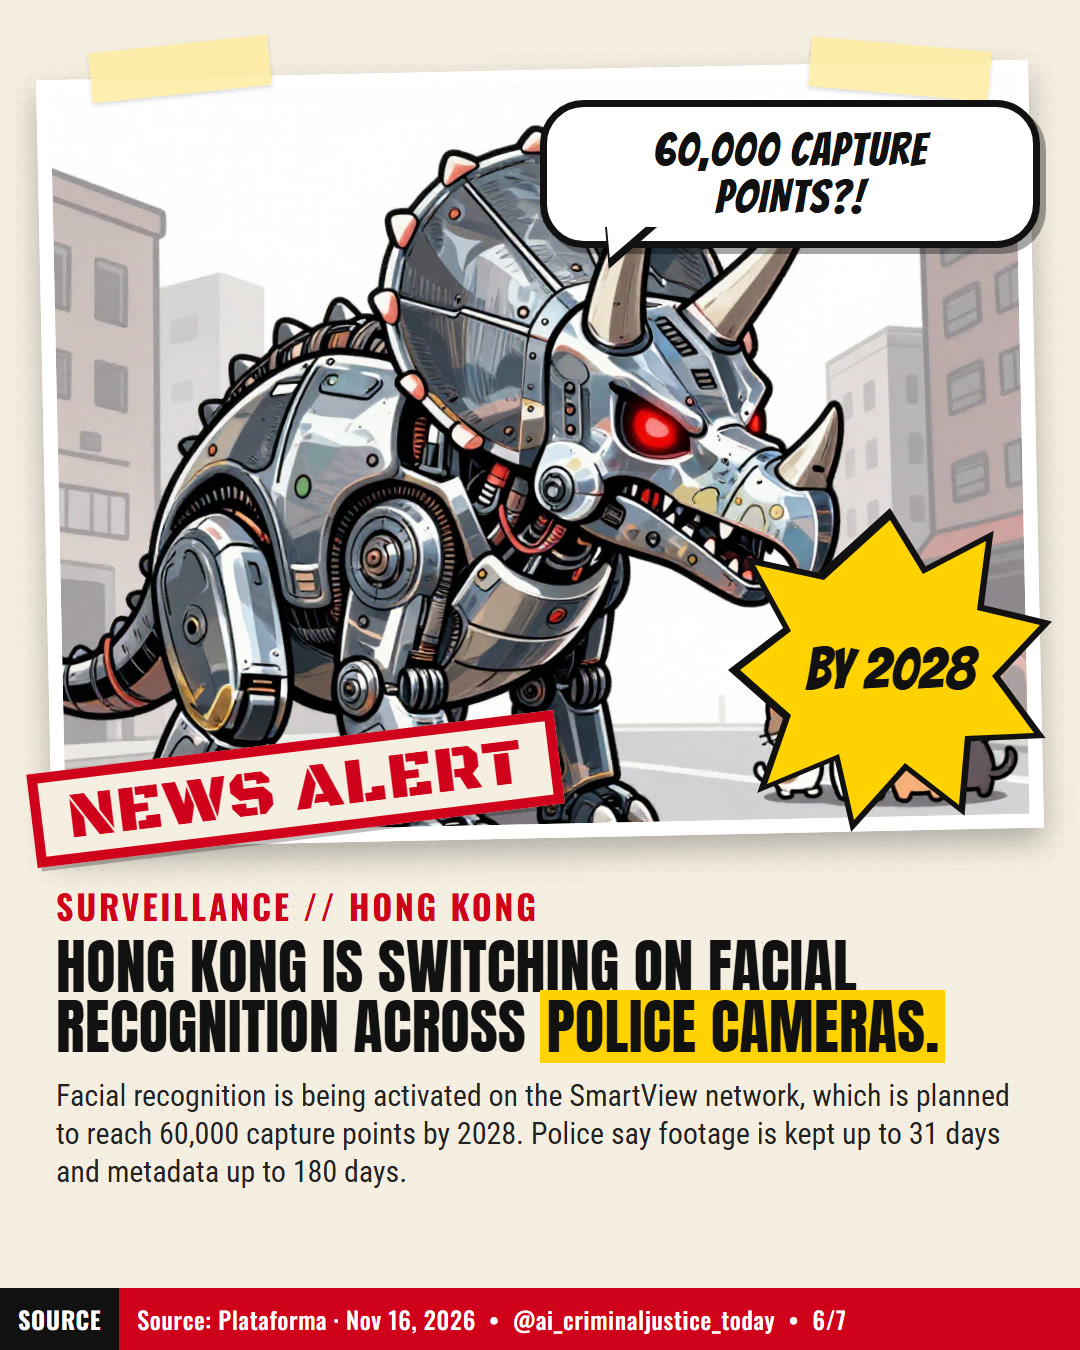 60,000 CAPTURE
POINTS?!
BY 2028
NEWS ALERT
SURVEILLANCE // HONG KONG
HONG KONG IS SWITCHING ON FACIAL
RECOGNITION ACROSS POLICE CAMERAS.
Facial recognition is being activated on the SmartView network, which is planned
to reach 60,000 capture points by 2028. Police say footage is kept up to 31 days
and metadata up to 180 days.
SOURCE Source: Plataforma · Nov 16, 2026 • @ai_criminaljustice_today • 6/7